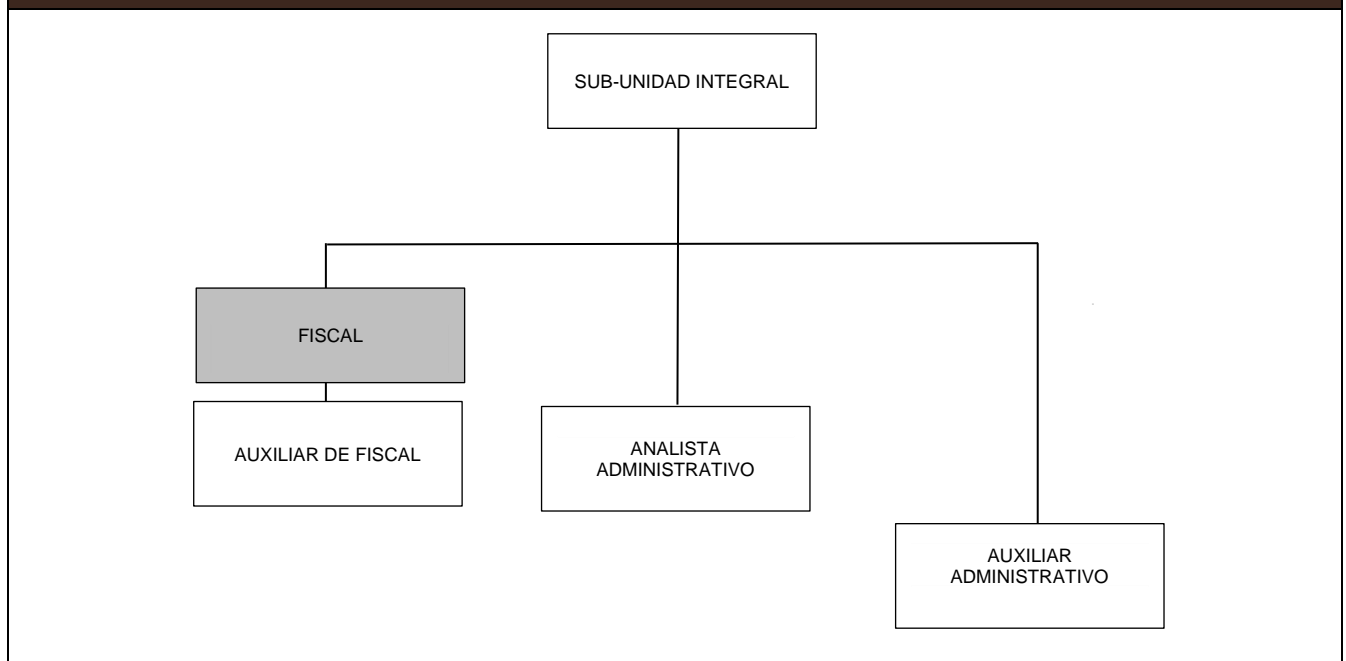 SUB-UNIDAD INTEGRAL
FISCAL
AUXILIAR DE FISCAL
ANALISTA
ADMINISTRATIVO
AUXILIAR
ADMINISTRATIVO